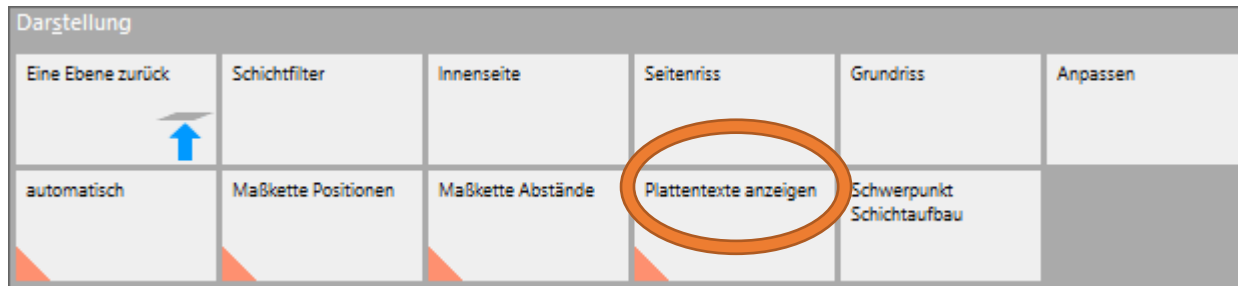 Darstellung
Eine Ebene zurück
Schichtfilter
Innenseite
Seitenriss
Grundriss
Anpassen
automatisch
Maßkette Positionen
Maßkette Abstände
Plattentexte anzeigen
Schwerpunkt
Schichtaufbau